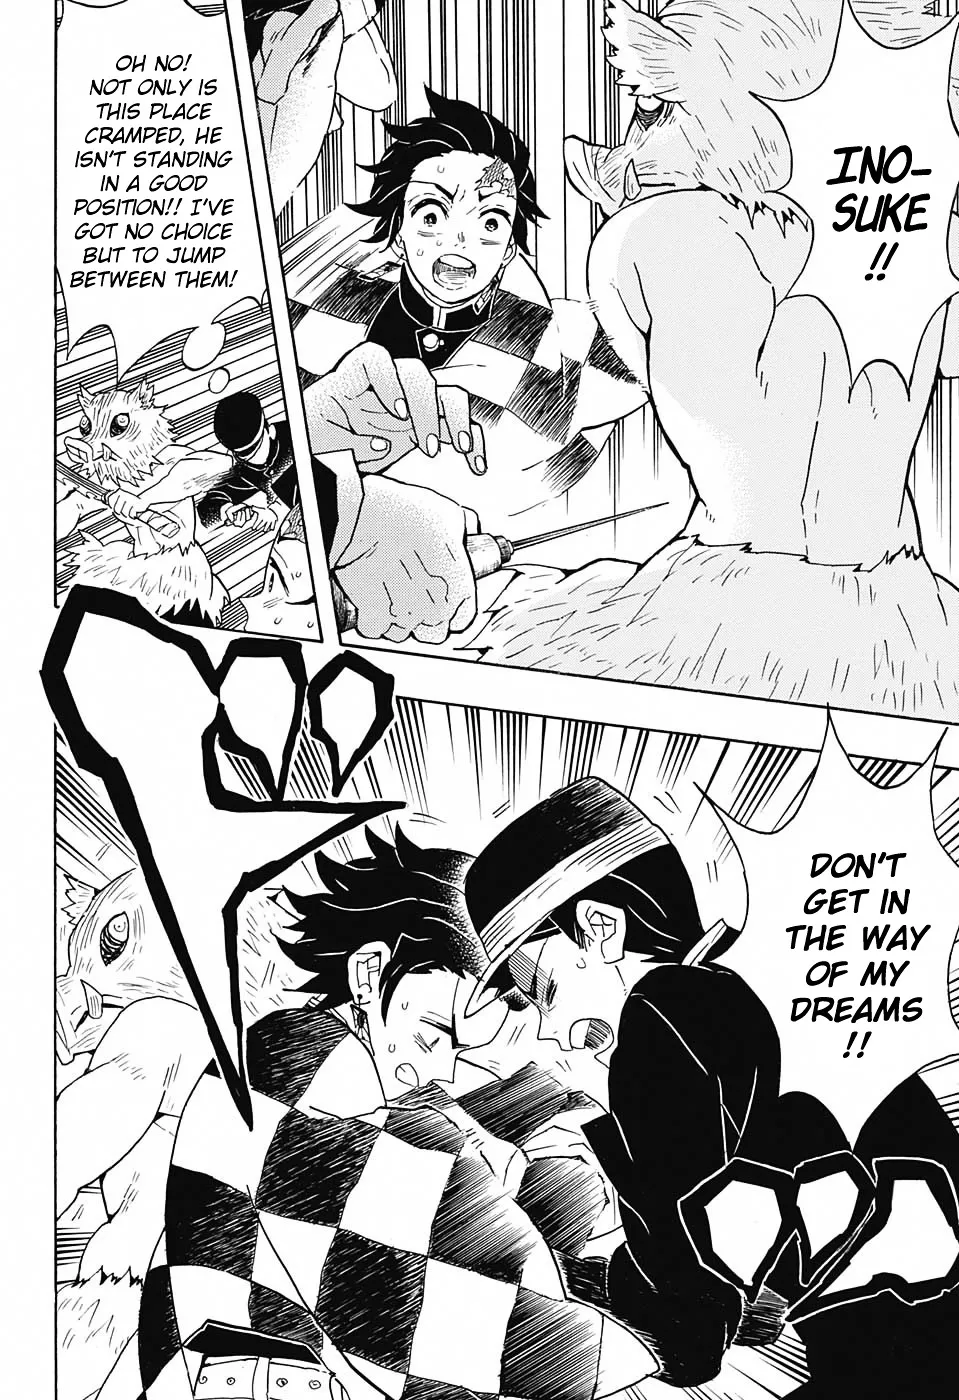 INO-
SUKE
!!
OH NO!
NOT ONLY IS
THIS PLACE
CRAMPED, HE
ISN'T STANDING
IN A GOOD
POSITION!! I'VE
GOT NO CHOICE
BUT TO JUMP
BETWEEN THEM!
DON'T
GET IN
THE WAY
OF MY
DREAMS
!!